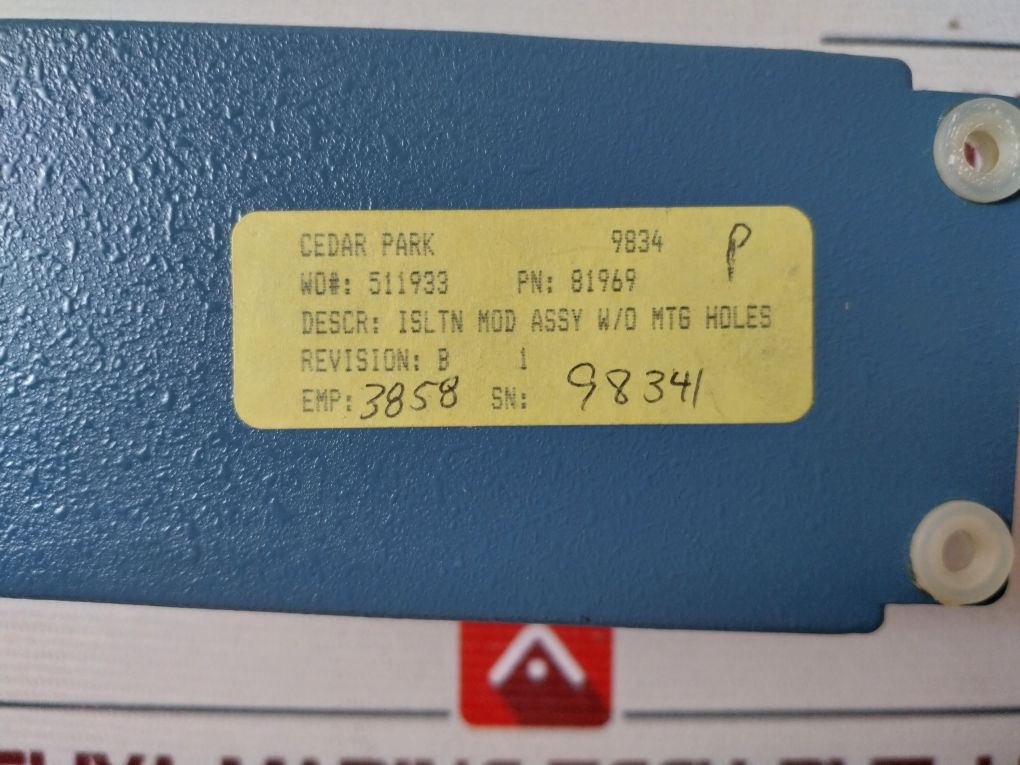 CEDAR PARK 9834 P
WO#: 511933 PN: 81969
DESCR: ISLTN MOD ASSY W/O MTG HOLES
REVISION: B 1
EMP: 3858 SN: 98341